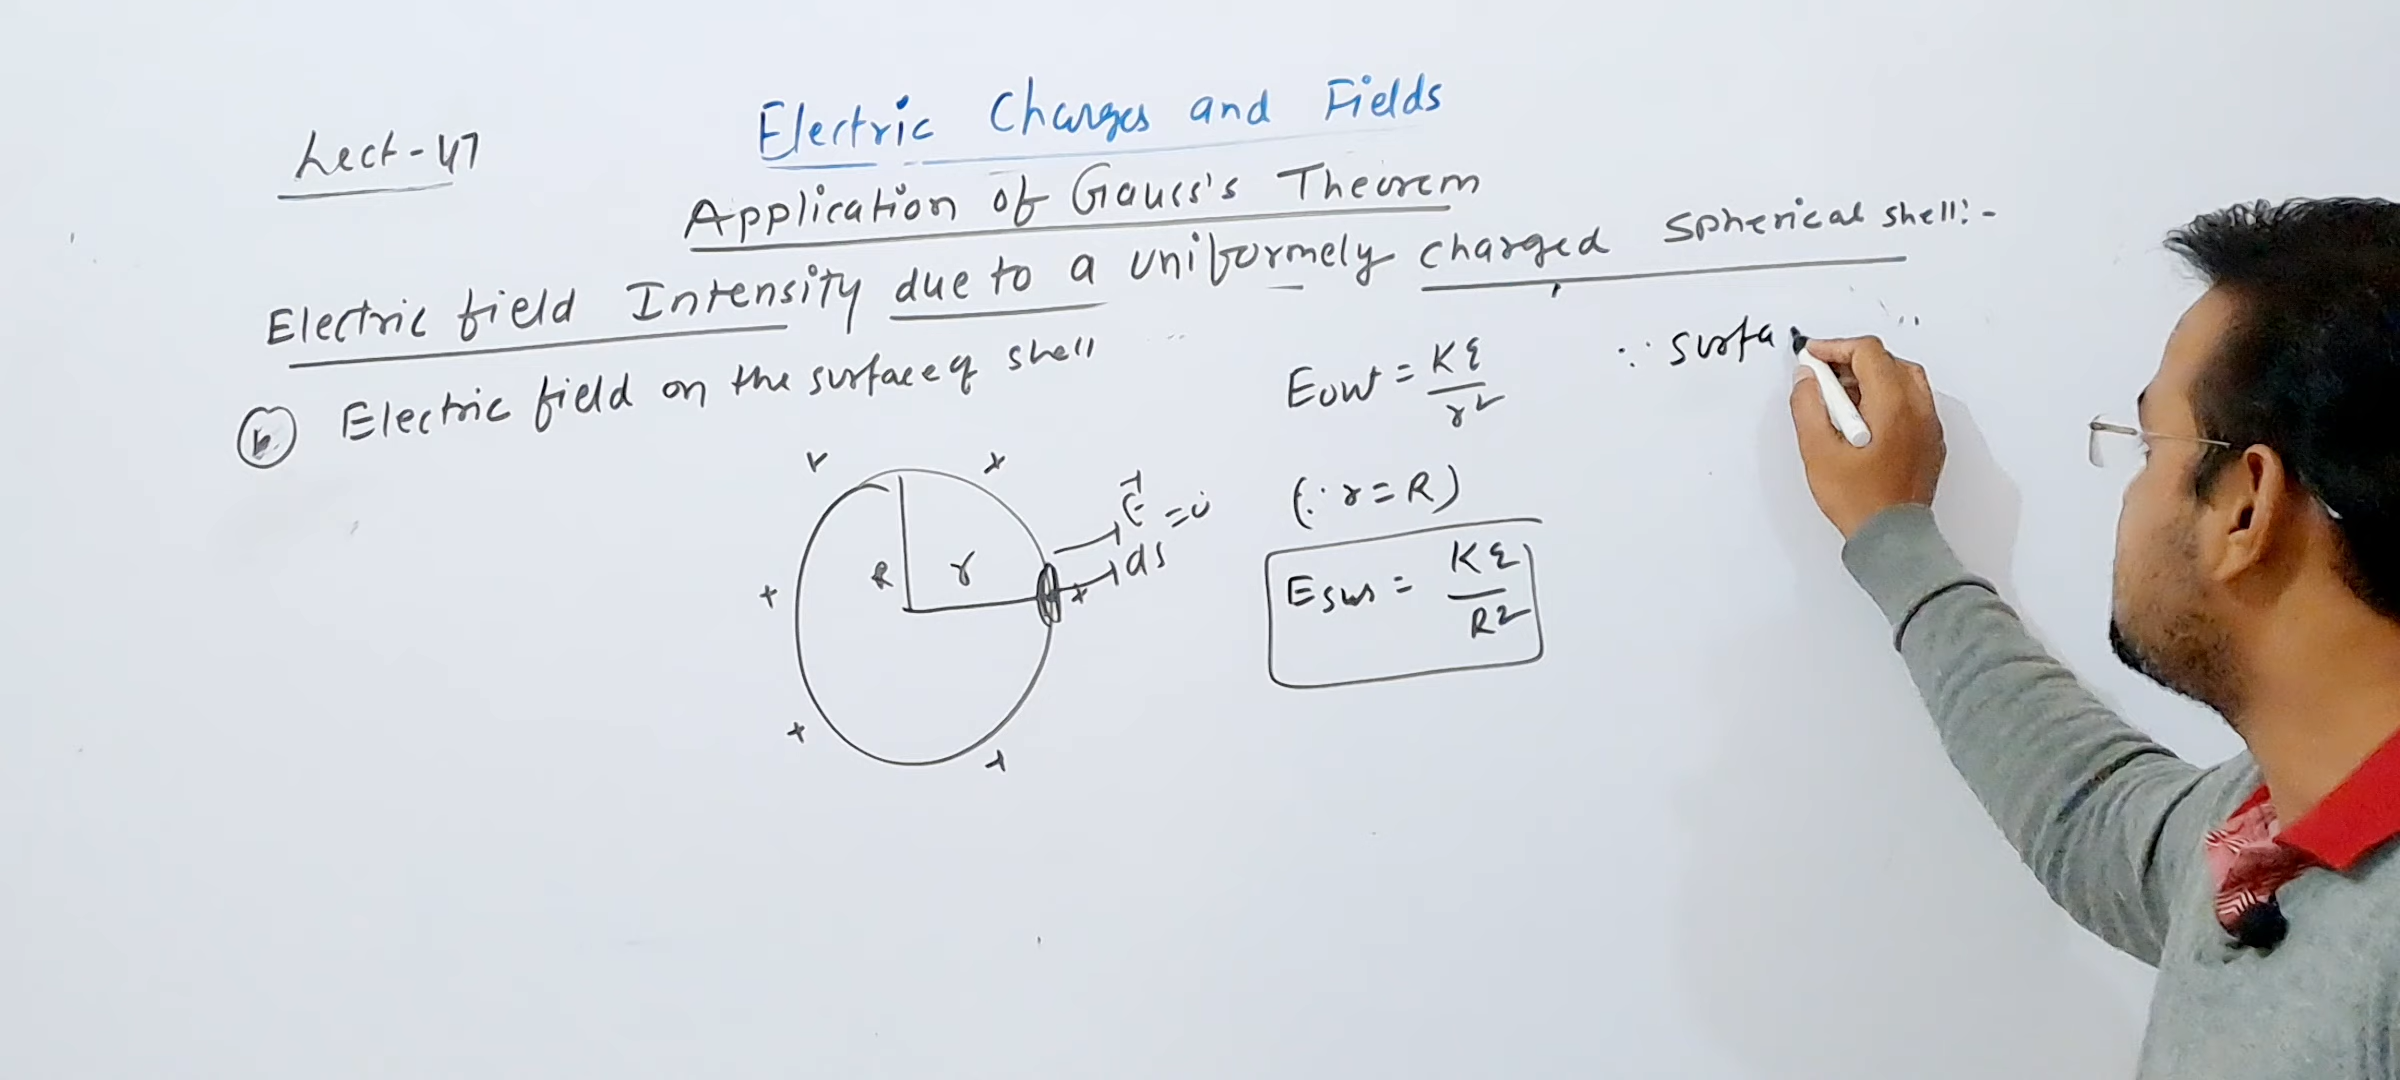 Lect-47
Electric Charges and Fields
Application of Gauss's Theorem
Electric field Intensity due to a uniformely charged spherical shell:-
(b) Electric field on the surface of shell
Eout = Kq/r²
∵ surfa
(∵ r=R)
Esur = Kq/R²
R r
E⃗ =0
ds